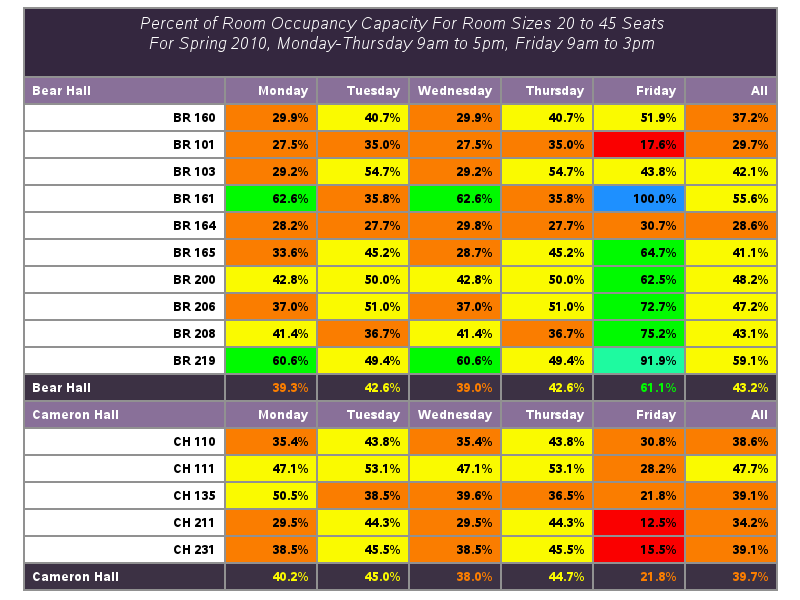 Percent of Room Occupancy Capacity For Room Sizes 20 to 45 Seats
For Spring 2010, Monday-Thursday 9am to 5pm, Friday 9am to 3pm
Bear Hall Monday Tuesday Wednesday Thursday Friday All
BR 160 29.9% 40.7% 29.9% 40.7% 51.9% 37.2%
BR 101 27.5% 35.0% 27.5% 35.0% 17.6% 29.7%
BR 103 29.2% 54.7% 29.2% 54.7% 43.8% 42.1%
BR 161 62.6% 35.8% 62.6% 35.8% 100.0% 55.6%
BR 164 28.2% 27.7% 29.8% 27.7% 30.7% 28.6%
BR 165 33.6% 45.2% 28.7% 45.2% 64.7% 41.1%
BR 200 42.8% 50.0% 42.8% 50.0% 62.5% 48.2%
BR 206 37.0% 51.0% 37.0% 51.0% 72.7% 47.2%
BR 208 41.4% 36.7% 41.4% 36.7% 75.2% 43.1%
BR 219 60.6% 49.4% 60.6% 49.4% 91.9% 59.1%
Bear Hall 39.3% 42.6% 39.0% 42.6% 61.1% 43.2%
Cameron Hall Monday Tuesday Wednesday Thursday Friday All
CH 110 35.4% 43.8% 35.4% 43.8% 30.8% 38.6%
CH 111 47.1% 53.1% 47.1% 53.1% 28.2% 47.7%
CH 135 50.5% 38.5% 39.6% 36.5% 21.8% 39.1%
CH 211 29.5% 44.3% 29.5% 44.3% 12.5% 34.2%
CH 231 38.5% 45.5% 38.5% 45.5% 15.5% 39.1%
Cameron Hall 40.2% 45.0% 38.0% 44.7% 21.8% 39.7%